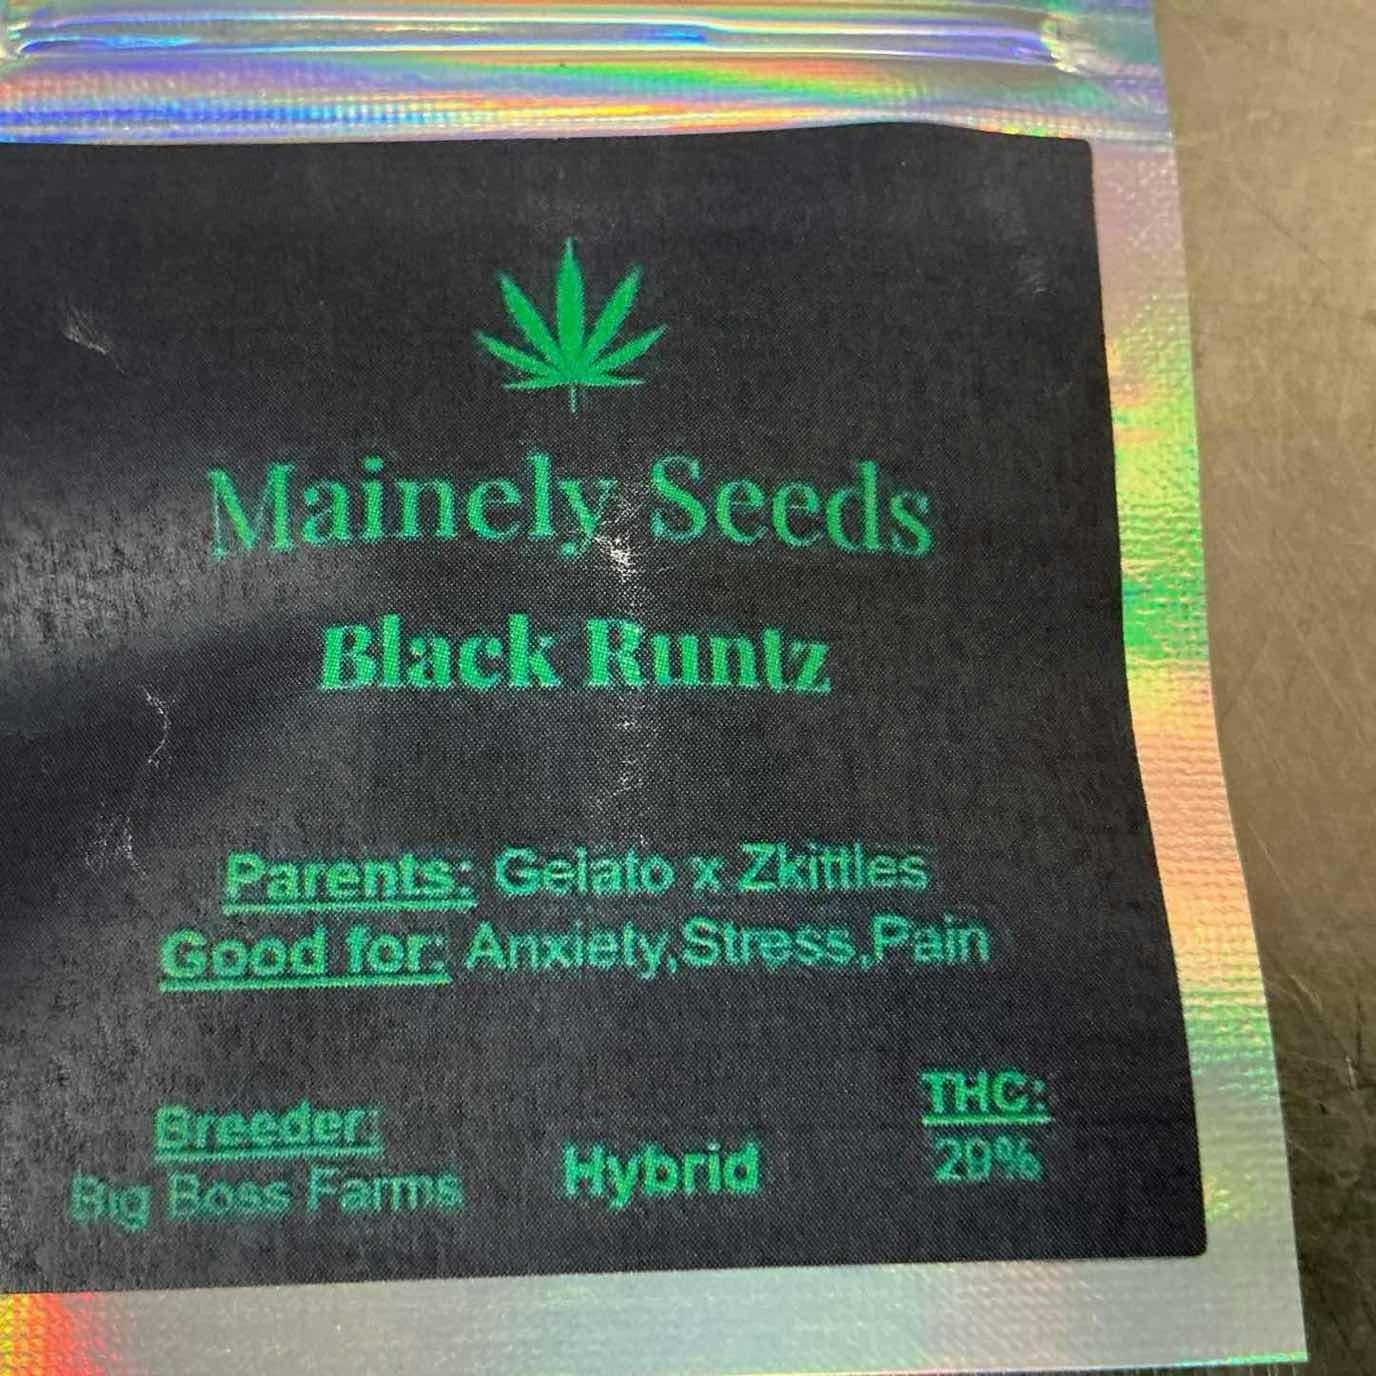 Mainely Seeds
Black Runtz
Parents: Gelato x Zkittles
Good for: Anxiety,Stress,Pain
Breeder:
Big Boss Farms
Hybrid
THC:
29%